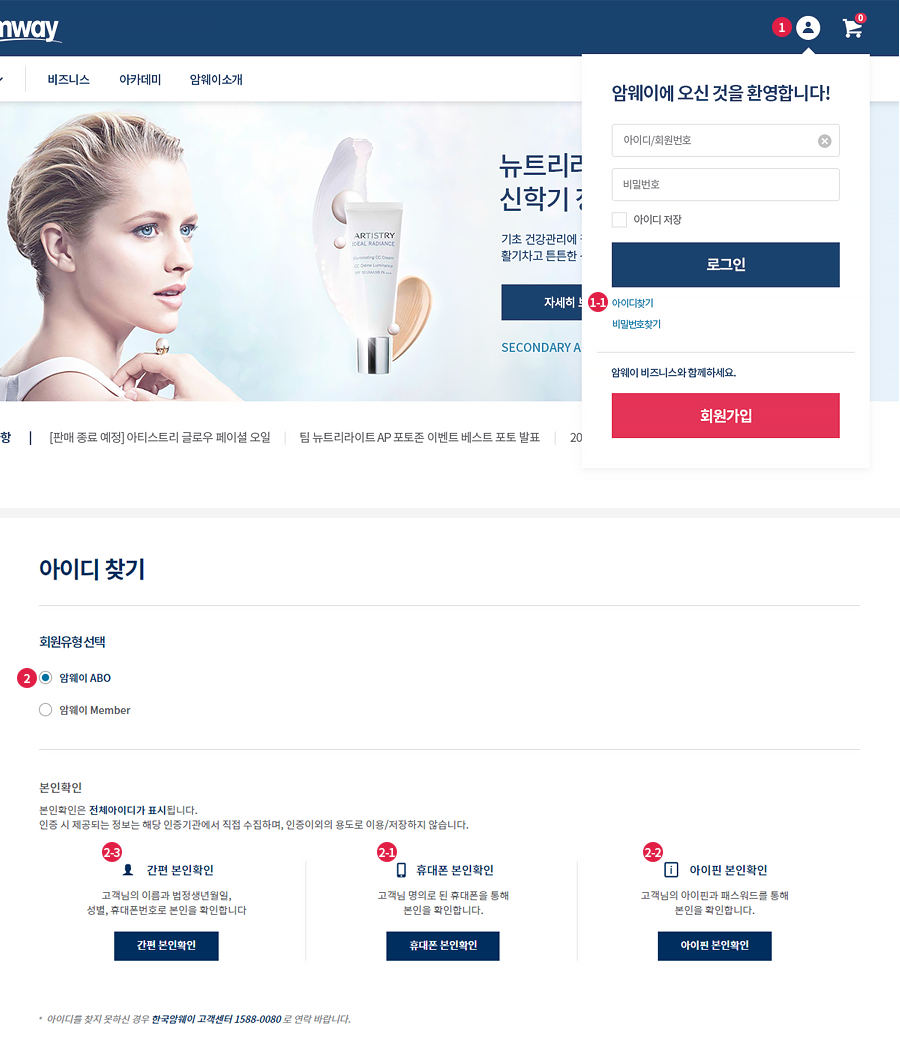 mway
1
0
비즈니스
아카데미
암웨이소개
암웨이에 오신 것을 환영합니다!
아이디/회원번호
비밀번호
아이디 저장
로그인
1-1
아이디찾기
비밀번호찾기
암웨이 비즈니스와 함께하세요.
회원가입
뉴트리라
신학기
기초 건강관리에
활기차고 튼튼한
자세히
SECONDARY A
ARTISTRY
IDEAL RADIANCE
Illuminating CC Cream
항 | [판매 종료 예정] 아티스트리 글로우 페이셜 오일 | 팀 뉴트리라이트 AP 포토존 이벤트 베스트 포토 발표 | 20
아이디 찾기
회원유형 선택
2
암웨이 ABO
암웨이 Member
본인확인
본인확인은 전체아이디가 표시됩니다.
인증 시 제공되는 정보는 해당 인증기관에서 직접 수집하며, 인증이외의 용도로 이용/저장하지 않습니다.
2-3
간편 본인확인
고객님의 이름과 법정생년월일,
성별, 휴대폰번호로 본인을 확인합니다
간편 본인확인
2-1
휴대폰 본인확인
고객님 명의로 된 휴대폰을 통해
본인을 확인합니다.
휴대폰 본인확인
2-2
아이핀 본인확인
고객님의 아이핀과 패스워드를 통해
본인을 확인합니다.
아이핀 본인확인
* 아이디를 찾지 못하신 경우 한국암웨이 고객센터 1588-0080 로 연락 바랍니다.